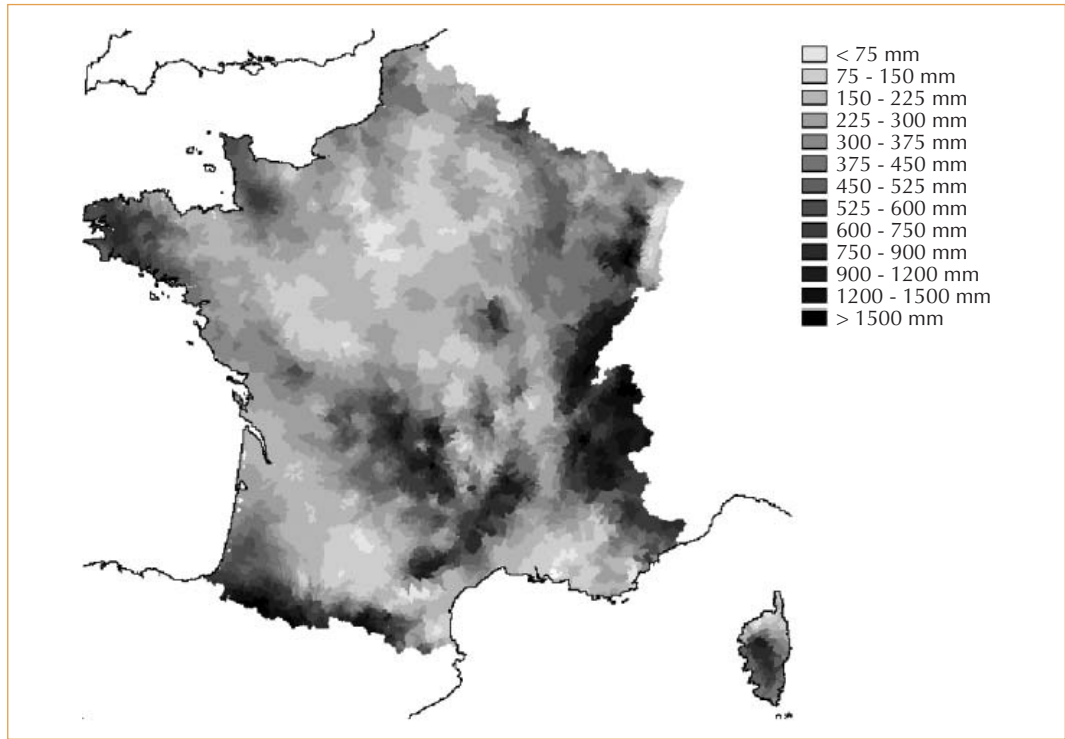 < 75 mm
75 - 150 mm
150 - 225 mm
225 - 300 mm
300 - 375 mm
375 - 450 mm
450 - 525 mm
525 - 600 mm
600 - 750 mm
750 - 900 mm
900 - 1200 mm
1200 - 1500 mm
> 1500 mm